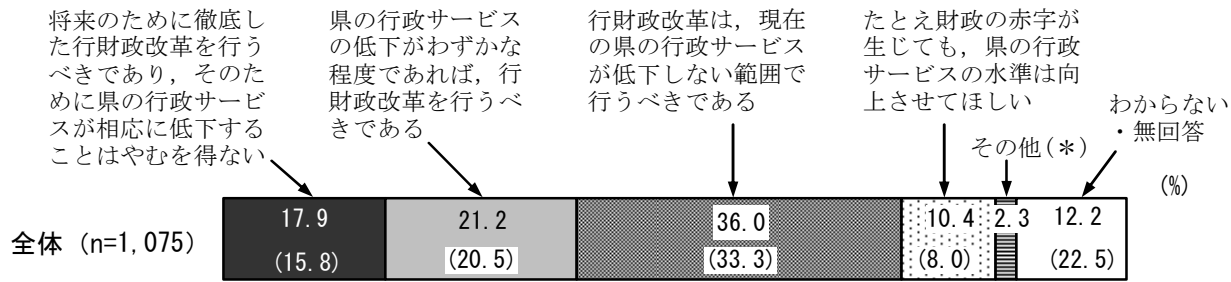 将来のために徹底し
た行財政改革を行う
べきであり，そのた
めに県の行政サービ
スが相応に低下する
ことはやむを得ない
県の行政サービス
の低下がわずかな
程度であれば，行
財政改革を行うべ
きである
行財政改革は，現在
の県の行政サービス
が低下しない範囲で
行うべきである
たとえ財政の赤字が
生じても，県の行政
サービスの水準は向
上させてほしい
その他(＊)
わからない
・無回答
(%)
全体 (n=1,075)
17.9
(15.8)
21.2
(20.5)
36.0
(33.3)
10.4
(8.0)
2.3
12.2
(22.5)